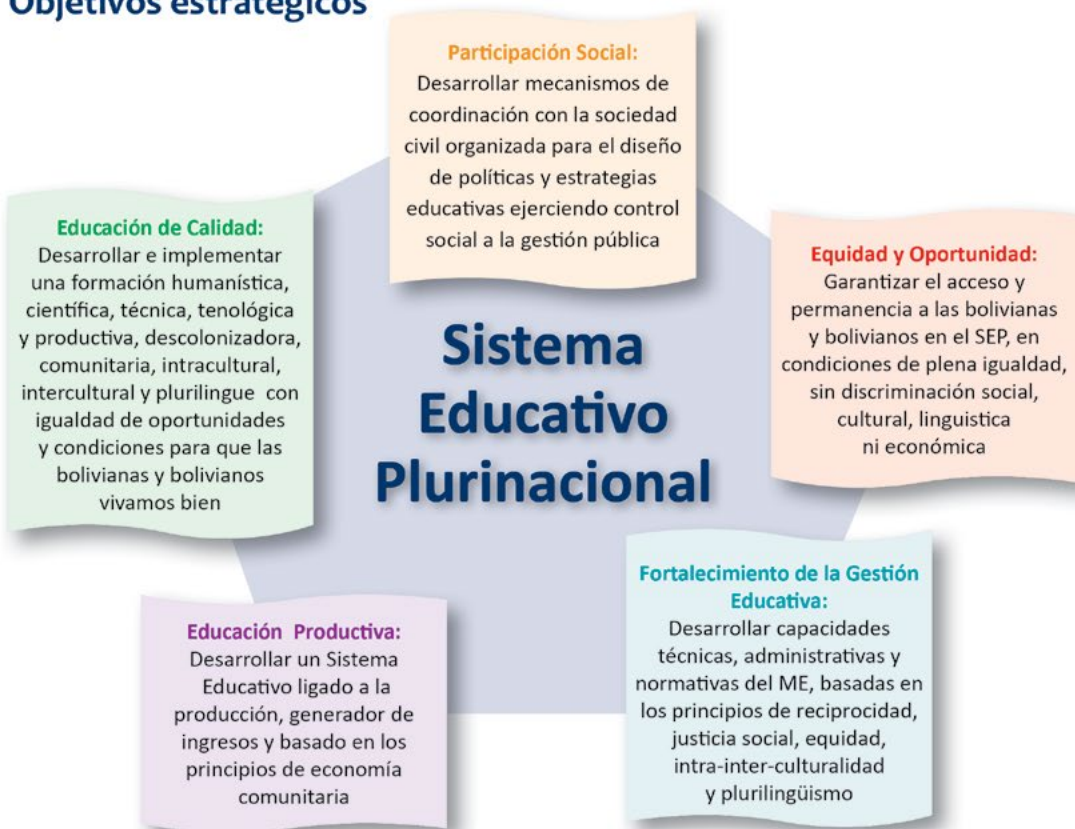 Objetivos estratégicos
Participación Social:
Desarrollar mecanismos de
coordinación con la sociedad
civil organizada para el diseño
de políticas y estrategias
educativas ejerciendo control
social a la gestión pública
Educación de Calidad:
Desarrollar e implementar
una formación humanística,
científica, técnica, tenológica
y productiva, descolonizadora,
comunitaria, intracultural,
intercultural y plurilingue con
igualdad de oportunidades
y condiciones para que las
bolivianas y bolivianos
vivamos bien
Equidad y Oportunidad:
Garantizar el acceso y
permanencia a las bolivianas
y bolivianos en el SEP, en
condiciones de plena igualdad,
sin discriminación social,
cultural, linguistica
ni económica
Sistema
Educativo
Plurinacional
Educación Productiva:
Desarrollar un Sistema
Educativo ligado a la
producción, generador de
ingresos y basado en los
principios de economía
comunitaria
Fortalecimiento de la Gestión
Educativa:
Desarrollar capacidades
técnicas, administrativas y
normativas del ME, basadas en
los principios de reciprocidad,
justicia social, equidad,
intra-inter-culturalidad
y plurilingüismo